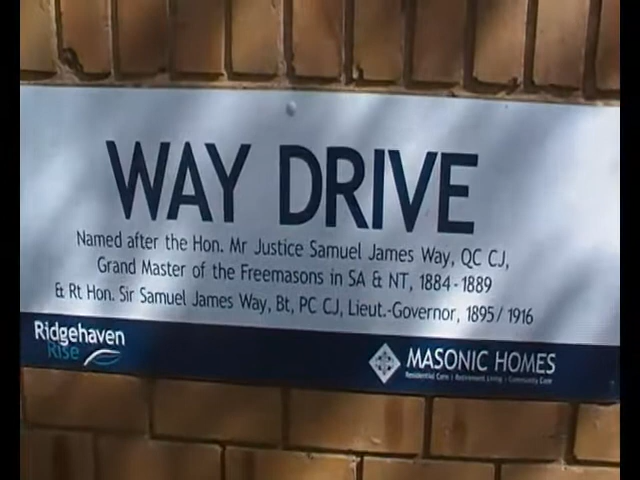 WAY DRIVE
Named after the Hon. Mr Justice Samuel James Way, QC CJ,
Grand Master of the Freemasons in SA & NT, 1884-1889
& Rt Hon. Sir Samuel James Way, Bt, PC CJ, Lieut.-Governor, 1895/1916
Ridgehaven
Rise
MASONIC HOMES
Residential Care | Retirement Living | Community Care